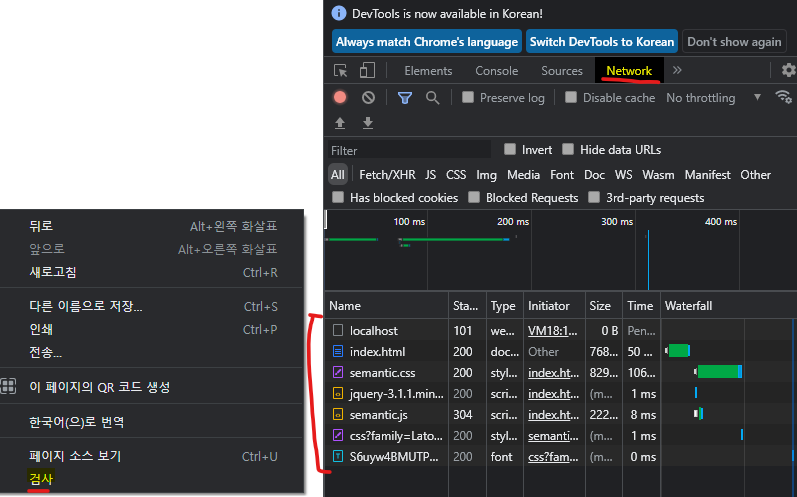 뒤로 Alt+왼쪽 화살표
앞으로 Alt+오른쪽 화살표
새로고침 Ctrl+R
다른 이름으로 저장... Ctrl+S
인쇄 Ctrl+P
전송...
이 페이지의 QR 코드 생성
한국어(으)로 번역
페이지 소스 보기 Ctrl+U
검사
DevTools is now available in Korean!
Always match Chrome's language Switch DevTools to Korean Don't show again
Elements Console Sources Network
Preserve log Disable cache No throttling
Filter Invert Hide data URLs
All Fetch/XHR JS CSS Img Media Font Doc WS Wasm Manifest Other
Has blocked cookies Blocked Requests 3rd-party requests
100 ms 200 ms 300 ms 400 ms
Name Sta... Type Initiator Size Time Waterfall
localhost 101 we... VM18:1... 0 B Pen...
index.html 200 doc... Other 768... 50 ...
semantic.css 200 styl... index.ht... 829... 106...
jquery-3.1.1.min... 200 scri... index.ht... (m... 1 ms
semantic.js 304 scri... index.ht... 222... 8 ms
css?family=Lato... 200 styl... semanti... (m... 1 ms
S6uyw4BMUTP... 200 font css?fam... (m... 0 ms